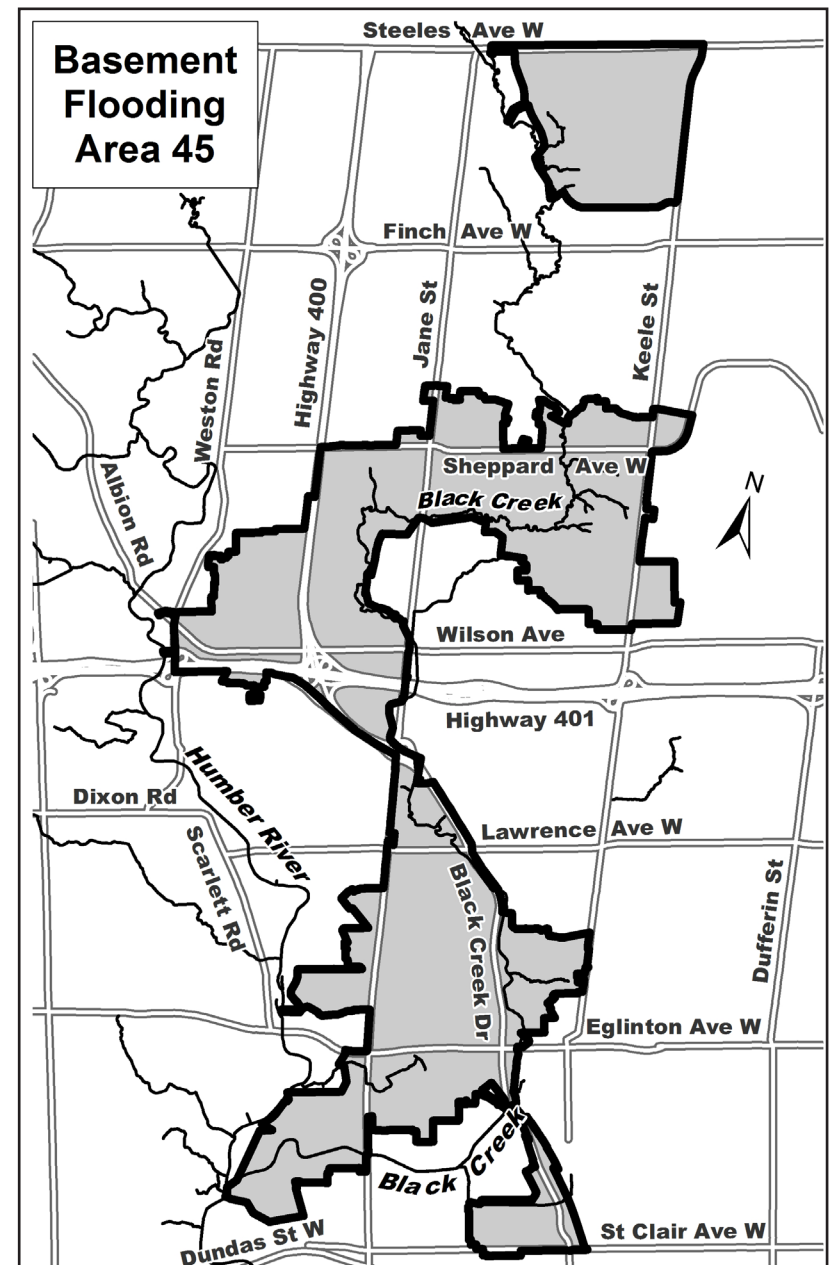 Basement
Flooding
Area 45
Steeles Ave W
Finch Ave W
Highway 400
Jane St
Keele St
Weston Rd
Albion Rd
Sheppard Ave W
Black Creek
N
Wilson Ave
Highway 401
Humber River
Dixon Rd
Lawrence Ave W
Scarlett Rd
Black Creek Dr
Dufferin St
Eglinton Ave W
Black Creek
St Clair Ave W
Dundas St W